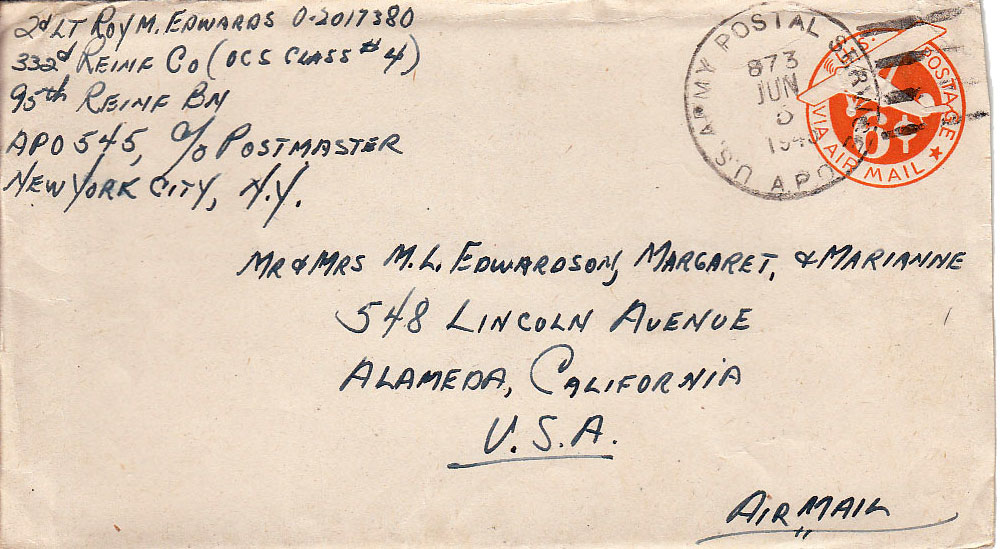 2d LT ROY M. EDWARDS O-2017380
332d REINF CO (OCS CLASS #4)
95th REINF BN
APO 545, c/o POSTMASTER
NEW YORK CITY, N.Y.
U.S. ARMY POSTAL SERVICE
873
JUN
194
A.P.O.
U.S. POSTAGE
6¢
VIA AIR MAIL
MR & MRS M.L. EDWARDSON, MARGARET, & MARIANNE
548 LINCOLN AVENUE
ALAMEDA, CALIFORNIA
U.S.A.
AIR MAIL